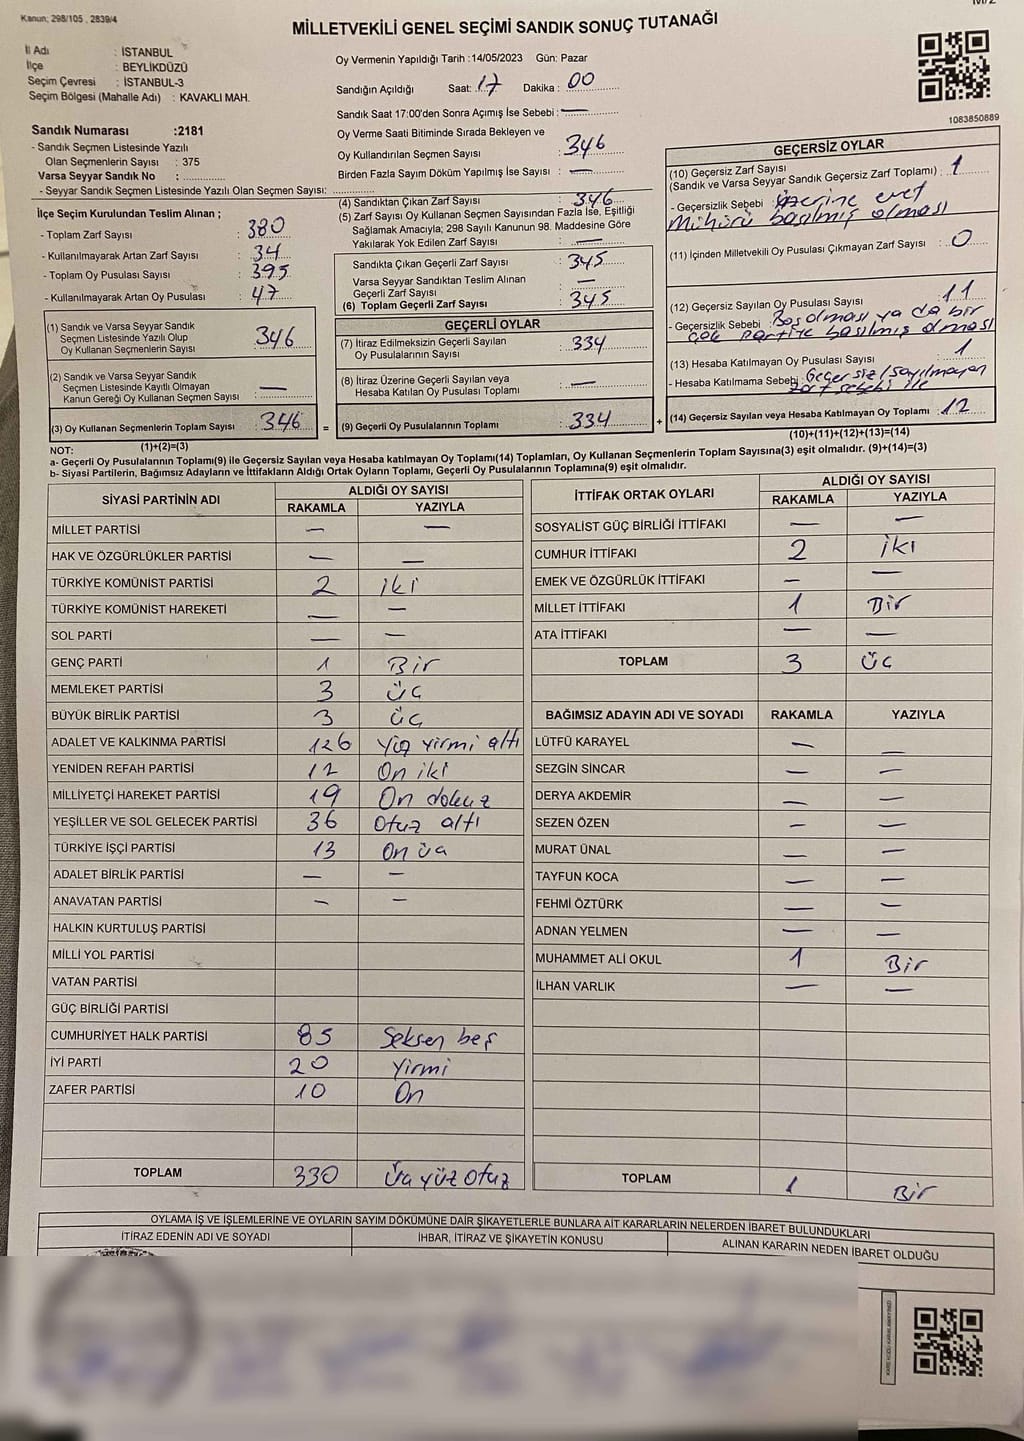 Kanun; 298/105 , 2839/4
MİLLETVEKİLİ GENEL SEÇİMİ SANDIK SONUÇ TUTANAĞI
İl Adı : İSTANBUL
İlçe : BEYLİKDÜZÜ
Seçim Çevresi : İSTANBUL-3
Seçim Bölgesi (Mahalle Adı) : KAVAKLI MAH.
Oy Vermenin Yapıldığı Tarih :14/05/2023 Gün: Pazar
Sandığın Açıldığı Saat: 17 Dakika : 00
Sandık Saat 17:00'den Sonra Açımış İse Sebebi : —
Oy Verme Saati Bitiminde Sırada Bekleyen ve
Oy Kullandırılan Seçmen Sayısı : 346
Birden Fazla Sayım Döküm Yapılmış İse Sayısı : —
1083850889
Sandık Numarası :2181
- Sandık Seçmen Listesinde Yazılı
Olan Seçmenlerin Sayısı : 375
Varsa Seyyar Sandık No : ..............
- Seyyar Sandık Seçmen Listesinde Yazılı Olan Seçmen Sayısı: ..............
İlçe Seçim Kurulundan Teslim Alınan ;
- Toplam Zarf Sayısı : 380
- Kullanılmayarak Artan Zarf Sayısı : 34
- Toplam Oy Pusulası Sayısı : 395
- Kullanılmayarak Artan Oy Pusulası : 47
(4) Sandıktan Çıkan Zarf Sayısı : 346
(5) Zarf Sayısı Oy Kullanan Seçmen Sayısından Fazla İse, Eşitliği
Sağlamak Amacıyla; 298 Sayılı Kanunun 98. Maddesine Göre
Yakılarak Yok Edilen Zarf Sayısı : —
Sandıkta Çıkan Geçerli Zarf Sayısı : 345
Varsa Seyyar Sandıktan Teslim Alınan
Geçerli Zarf Sayısı : —
(6) Toplam Geçerli Zarf Sayısı : 345
GEÇERSİZ OYLAR
(10) Geçersiz Zarf Sayısı
(Sandık ve Varsa Seyyar Sandık Geçersiz Zarf Toplamı) : 1
- Geçersizlik Sebebi : üzerine evet
Mührü basılmış olması
(11) İçinden Milletvekili Oy Pusulası Çıkmayan Zarf Sayısı : 0
(12) Geçersiz Sayılan Oy Pusulası Sayısı : 11
- Geçersizlik Sebebi : Boş olması ya da bir
çok partiye basılmış olması
(13) Hesaba Katılmayan Oy Pusulası Sayısı : 1
- Hesaba Katılmama Sebebi : Geçersiz/sayılmayan
zarf sebebi ile
(14) Geçersiz Sayılan veya Hesaba Katılmayan Oy Toplamı : 12
(10)+(11)+(12)+(13)=(14)
(1) Sandık ve Varsa Seyyar Sandık
Seçmen Listesinde Yazılı Olup
Oy Kullanan Seçmenlerin Sayısı : 346
(2) Sandık ve Varsa Seyyar Sandık
Seçmen Listesinde Kayıtlı Olmayan
Kanun Gereği Oy Kullanan Seçmen Sayısı : —
(3) Oy Kullanan Seçmenlerin Toplam Sayısı : 346 =
(1)+(2)=(3)
GEÇERLİ OYLAR
(7) İtiraz Edilmeksizin Geçerli Sayılan
Oy Pusulalarının Sayısı : 334
(8) İtiraz Üzerine Geçerli Sayılan veya
Hesaba Katılan Oy Pusulası Toplamı : —
(9) Geçerli Oy Pusulalarının Toplamı : 334 +
NOT:
a- Geçerli Oy Pusulalarının Toplamı(9) ile Geçersiz Sayılan veya Hesaba katılmayan Oy Toplamı(14) Toplamları, Oy Kullanan Seçmenlerin Toplam Sayısına(3) eşit olmalıdır. (9)+(14)=(3)
b- Siyasi Partilerin, Bağımsız Adayların ve İttifakların Aldığı Ortak Oyların Toplamı, Geçerli Oy Pusulalarının Toplamına(9) eşit olmalıdır.
SİYASİ PARTİNİN ADI ALDIĞI OY SAYISI
RAKAMLA YAZIYLA
MİLLET PARTİSİ — —
HAK VE ÖZGÜRLÜKLER PARTİSİ — —
TÜRKİYE KOMÜNİST PARTİSİ 2 iki
TÜRKİYE KOMÜNİST HAREKETİ — —
SOL PARTİ — —
GENÇ PARTİ 1 Bir
MEMLEKET PARTİSİ 3 üç
BÜYÜK BİRLİK PARTİSİ 3 üç
ADALET VE KALKINMA PARTİSİ 126 yüz yirmi altı
YENİDEN REFAH PARTİSİ 12 On iki
MİLLİYETÇİ HAREKET PARTİSİ 19 On dokuz
YEŞİLLER VE SOL GELECEK PARTİSİ 36 Otuz altı
TÜRKİYE İŞÇİ PARTİSİ 13 On üç
ADALET BİRLİK PARTİSİ — —
ANAVATAN PARTİSİ — —
HALKIN KURTULUŞ PARTİSİ
MİLLİ YOL PARTİSİ
VATAN PARTİSİ
GÜÇ BİRLİĞİ PARTİSİ
CUMHURİYET HALK PARTİSİ 85 Seksen beş
İYİ PARTİ 20 Yirmi
ZAFER PARTİSİ 10 On
TOPLAM 330 Üç yüz otuz
İTTİFAK ORTAK OYLARI ALDIĞI OY SAYISI
RAKAMLA YAZIYLA
SOSYALİST GÜÇ BİRLİĞİ İTTİFAKI — —
CUMHUR İTTİFAKI 2 iki
EMEK VE ÖZGÜRLÜK İTTİFAKI — —
MİLLET İTTİFAKI 1 Bir
ATA İTTİFAKI — —
TOPLAM 3 Üç
BAĞIMSIZ ADAYIN ADI VE SOYADI RAKAMLA YAZIYLA
LÜTFÜ KARAYEL — —
SEZGİN SİNCAR — —
DERYA AKDEMİR — —
SEZEN ÖZEN — —
MURAT ÜNAL — —
TAYFUN KOCA — —
FEHMİ ÖZTÜRK — —
ADNAN YELMEN — —
MUHAMMET ALİ OKUL 1 Bir
İLHAN VARLIK — —
TOPLAM 1 Bir
OYLAMA İŞ VE İŞLEMLERİNE VE OYLARIN SAYIM DÖKÜMÜNE DAİR ŞİKAYETLERLE BUNLARA AİT KARARLARIN NELERDEN İBARET BULUNDUKLARI
İTİRAZ EDENİN ADI VE SOYADI İHBAR, İTİRAZ VE ŞİKAYETİN KONUSU ALINAN KARARIN NEDEN İBARET OLDUĞU